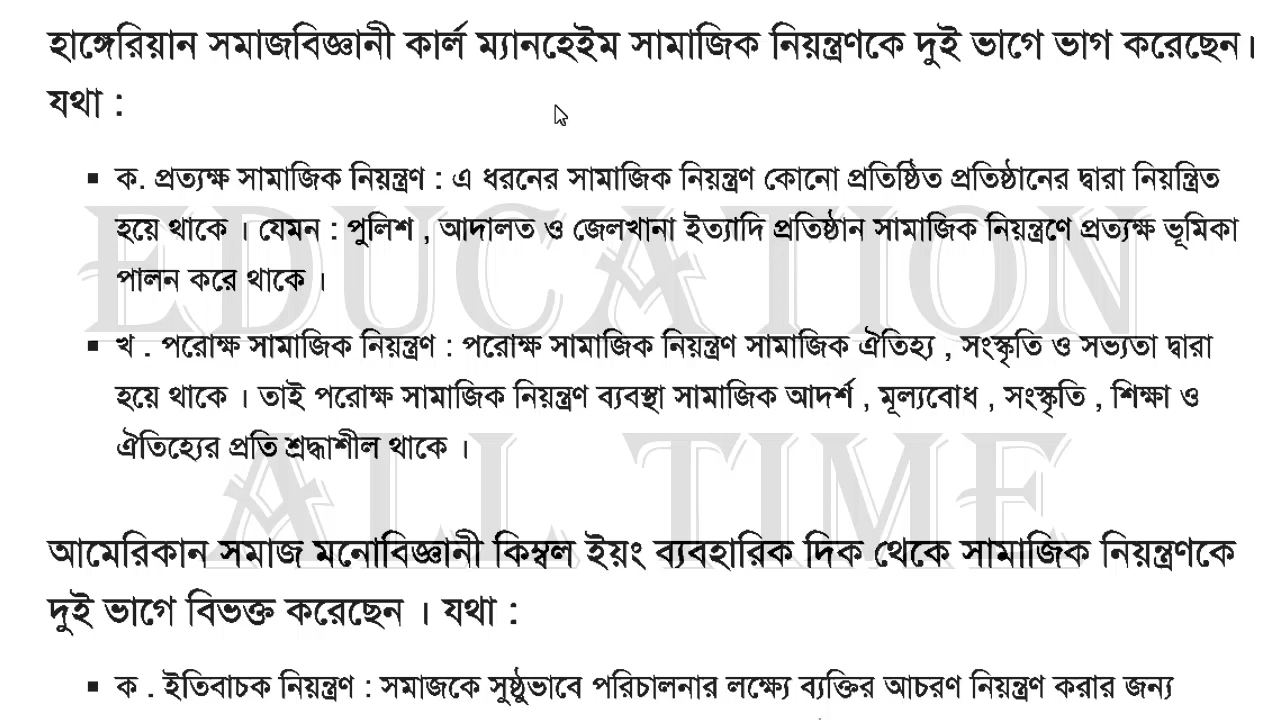 হাঙ্গেরিয়ান সমাজবিজ্ঞানী কার্ল ম্যানহেইম সামাজিক নিয়ন্ত্রণকে দুই ভাগে ভাগ করেছেন।
যথা :
▪ ক. প্রত্যক্ষ সামাজিক নিয়ন্ত্রণ : এ ধরনের সামাজিক নিয়ন্ত্রণ কোনো প্রতিষ্ঠিত প্রতিষ্ঠানের দ্বারা নিয়ন্ত্রিত
হয়ে থাকে । যেমন : পুলিশ , আদালত ও জেলখানা ইত্যাদি প্রতিষ্ঠান সামাজিক নিয়ন্ত্রণে প্রত্যক্ষ ভূমিকা
পালন করে থাকে ।
EDUCATION
▪ খ . পরোক্ষ সামাজিক নিয়ন্ত্রণ : পরোক্ষ সামাজিক নিয়ন্ত্রণ সামাজিক ঐতিহ্য , সংস্কৃতি ও সভ্যতা দ্বারা
হয়ে থাকে । তাই পরোক্ষ সামাজিক নিয়ন্ত্রণ ব্যবস্থা সামাজিক আদর্শ , মূল্যবোধ , সংস্কৃতি , শিক্ষা ও
ঐতিহ্যের প্রতি শ্রদ্ধাশীল থাকে ।
ALL TIME
আমেরিকান সমাজ মনোবিজ্ঞানী কিম্বল ইয়ং ব্যবহারিক দিক থেকে সামাজিক নিয়ন্ত্রণকে
দুই ভাগে বিভক্ত করেছেন । যথা :
▪ ক . ইতিবাচক নিয়ন্ত্রণ : সমাজকে সুষ্ঠুভাবে পরিচালনার লক্ষ্যে ব্যক্তির আচরণ নিয়ন্ত্রণ করার জন্য